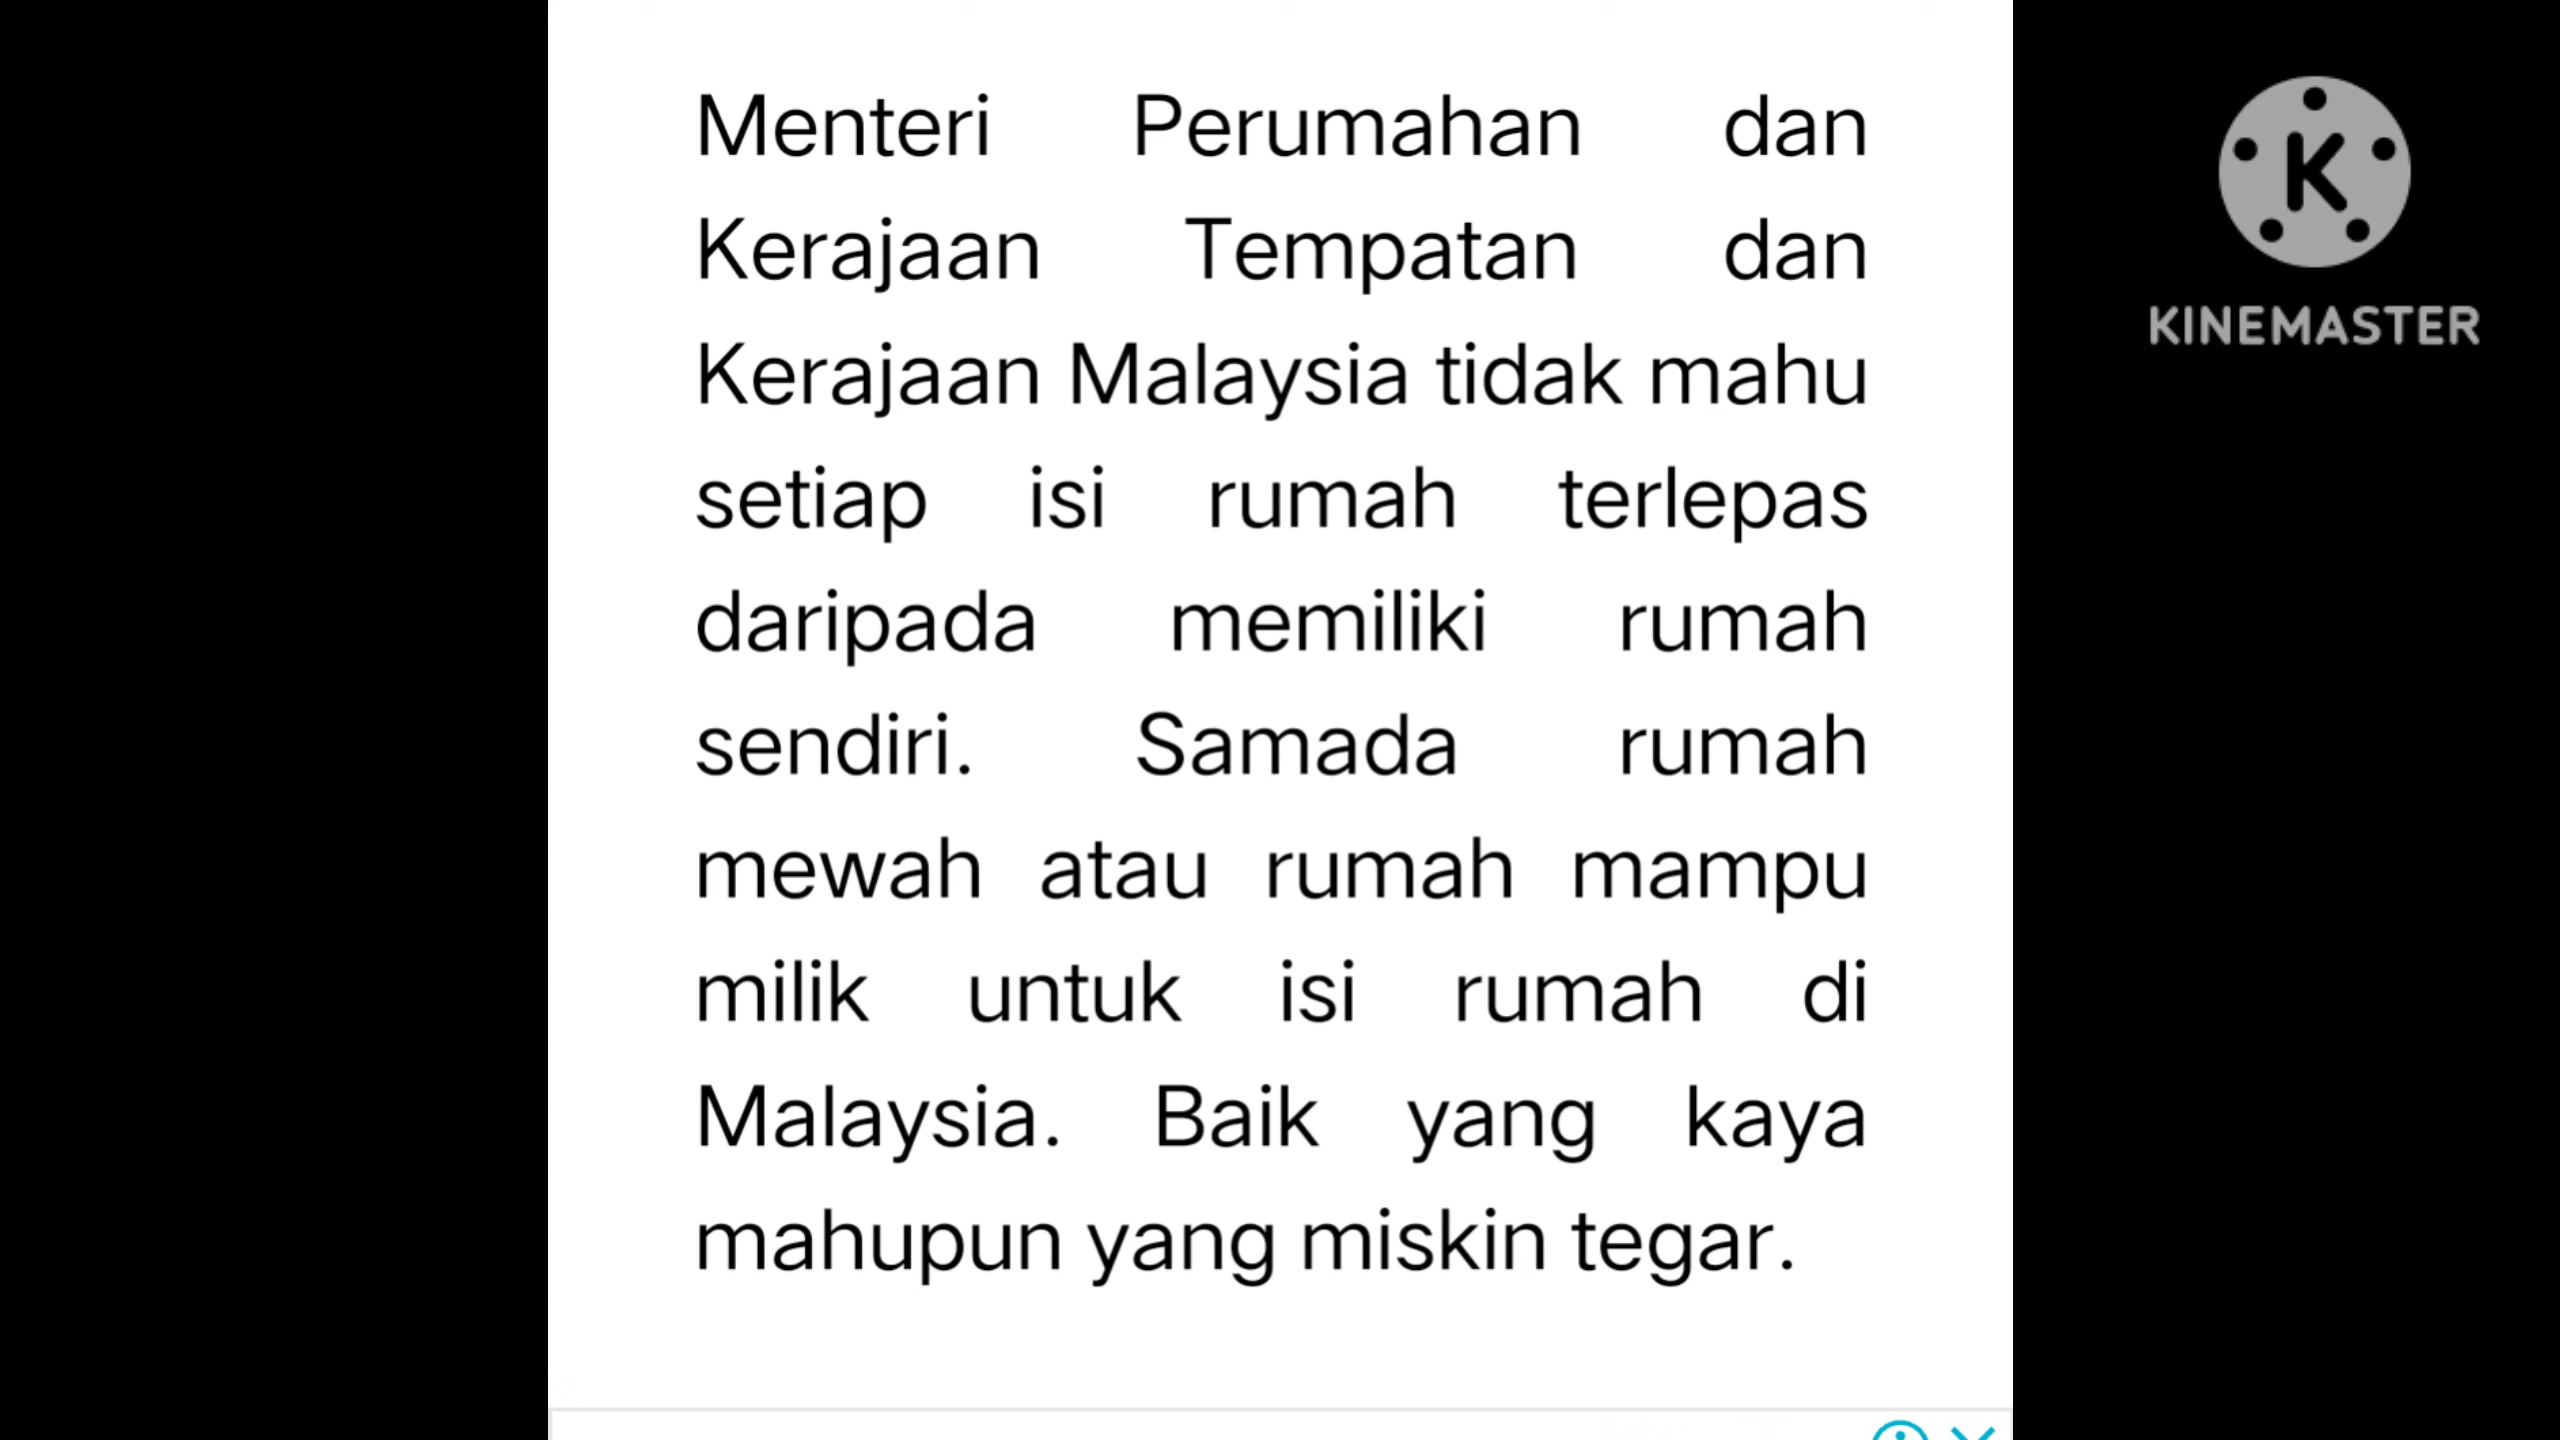 Menteri Perumahan dan
Kerajaan Tempatan dan
Kerajaan Malaysia tidak mahu
setiap isi rumah terlepas
daripada memiliki rumah
sendiri. Samada rumah
mewah atau rumah mampu
milik untuk isi rumah di
Malaysia. Baik yang kaya
mahupun yang miskin tegar.
K
KINEMASTER